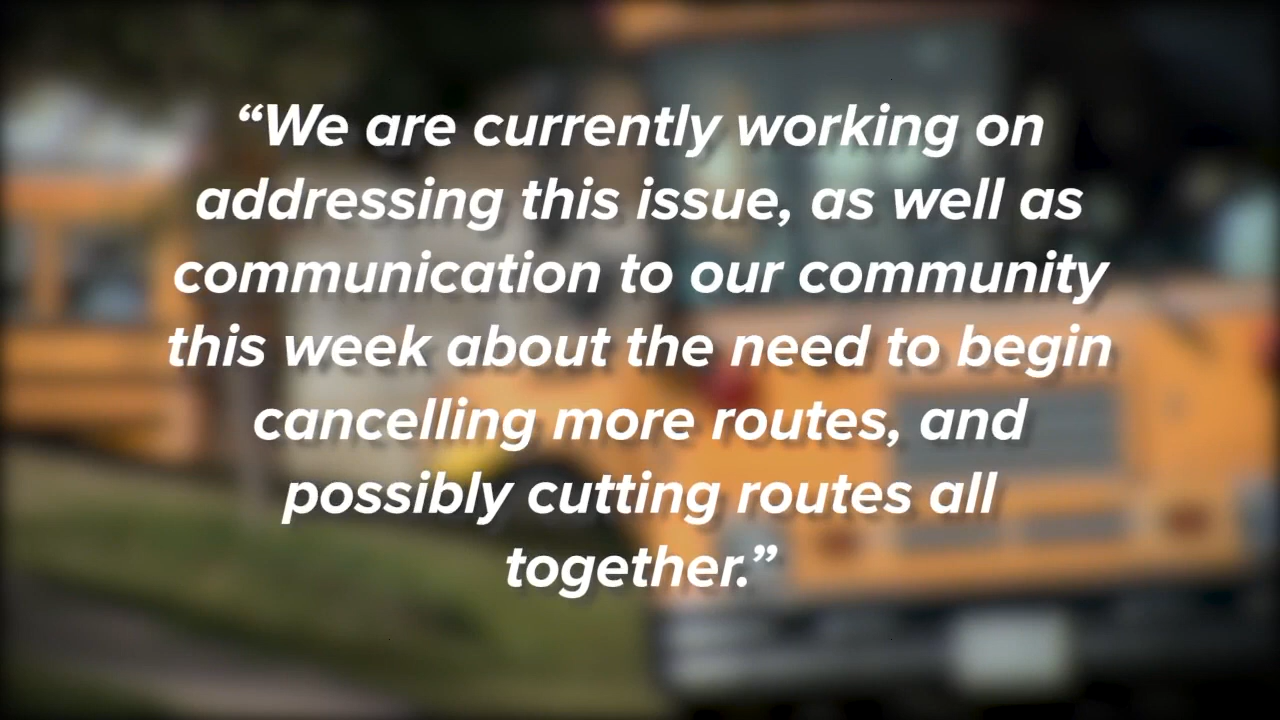 “We are currently working on
addressing this issue, as well as
communication to our community
this week about the need to begin
cancelling more routes, and
possibly cutting routes all
together.”